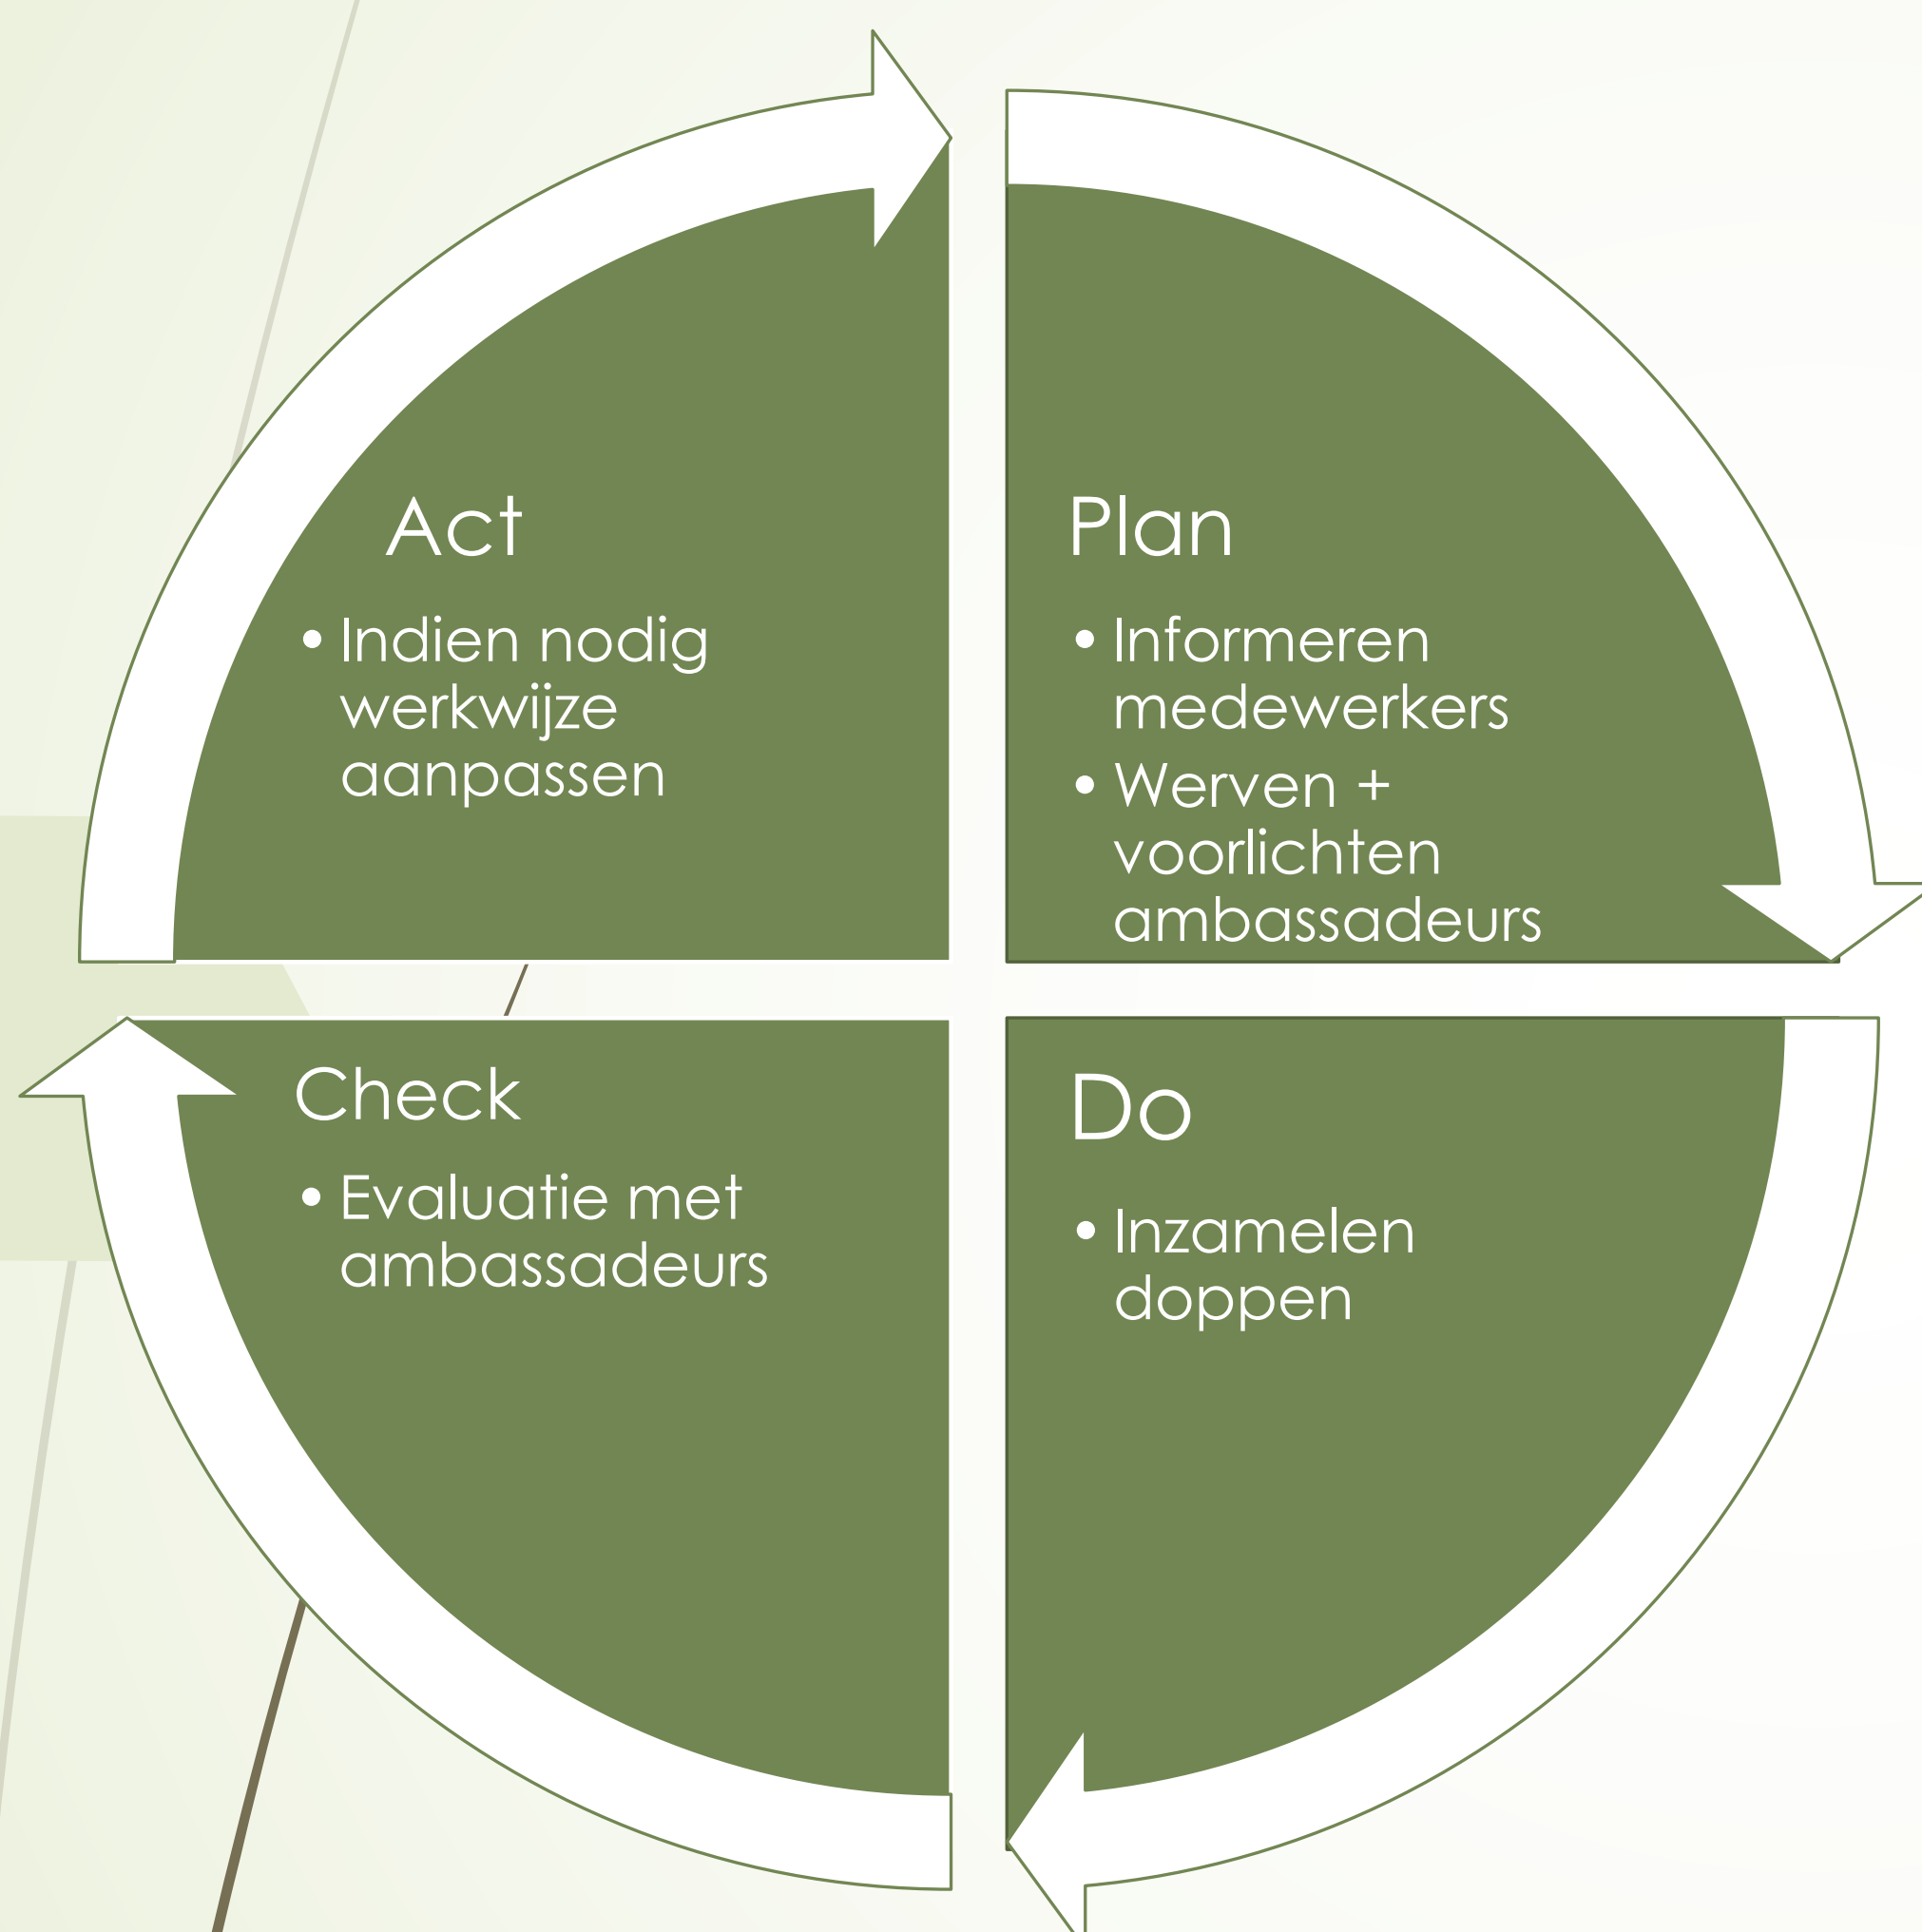 Act
• Indien nodig
werkwijze
aanpassen
Plan
• Informeren
medewerkers
• Werven +
voorlichten
ambassadeurs
Check
• Evaluatie met
ambassadeurs
Do
• Inzamelen
doppen